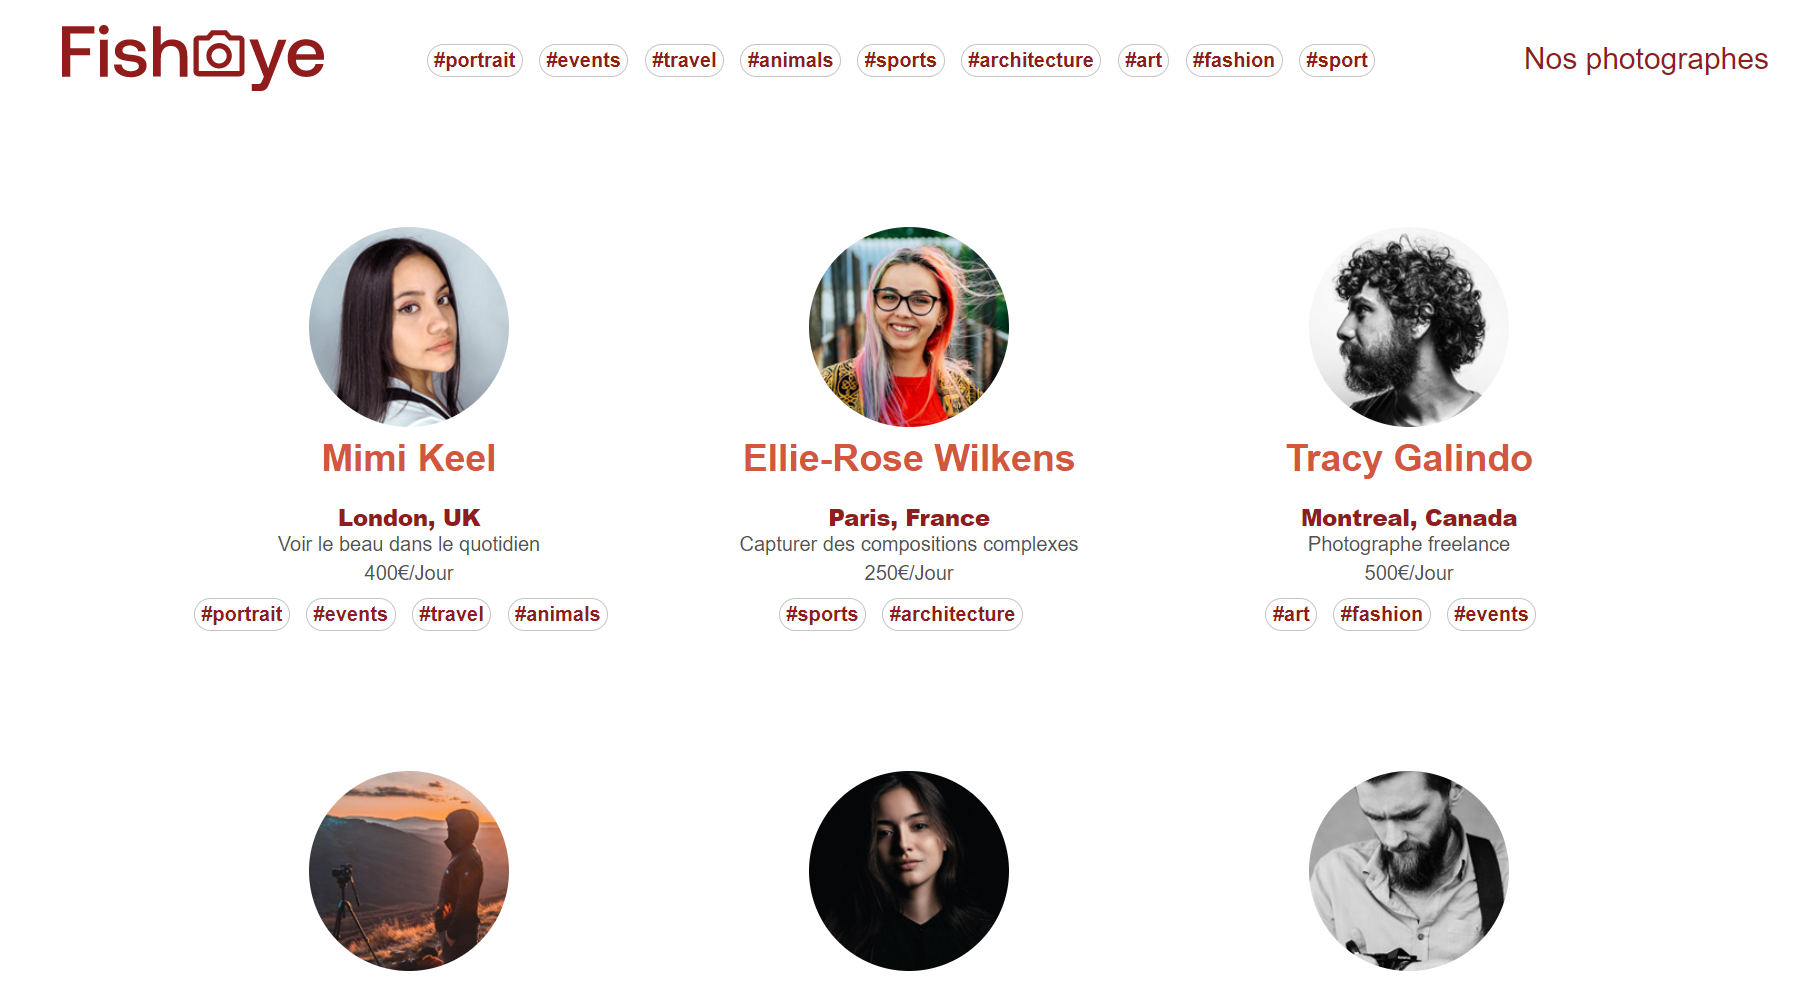 Fisheye
#portrait #events #travel #animals #sports #architecture #art #fashion #sport
Nos photographes
Mimi Keel
London, UK
Voir le beau dans le quotidien
400€/Jour
#portrait #events #travel #animals
Ellie-Rose Wilkens
Paris, France
Capturer des compositions complexes
250€/Jour
#sports #architecture
Tracy Galindo
Montreal, Canada
Photographe freelance
500€/Jour
#art #fashion #events